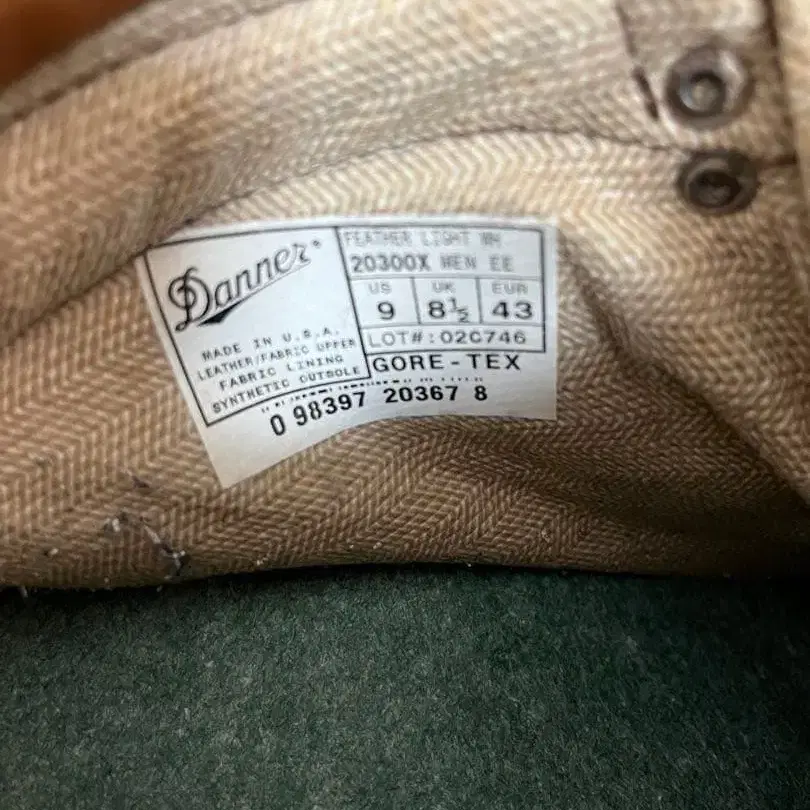 Danner®
MADE IN U.S.A.
LEATHER/FABRIC UPPER
FABRIC LINING
SYNTHETIC OUTSOLE
FEATHER LIGHT WH
20300X MEN EE
US UK EUR
9 8½ 43
LOT#:02C746
GORE-TEX
0 98397 20367 8